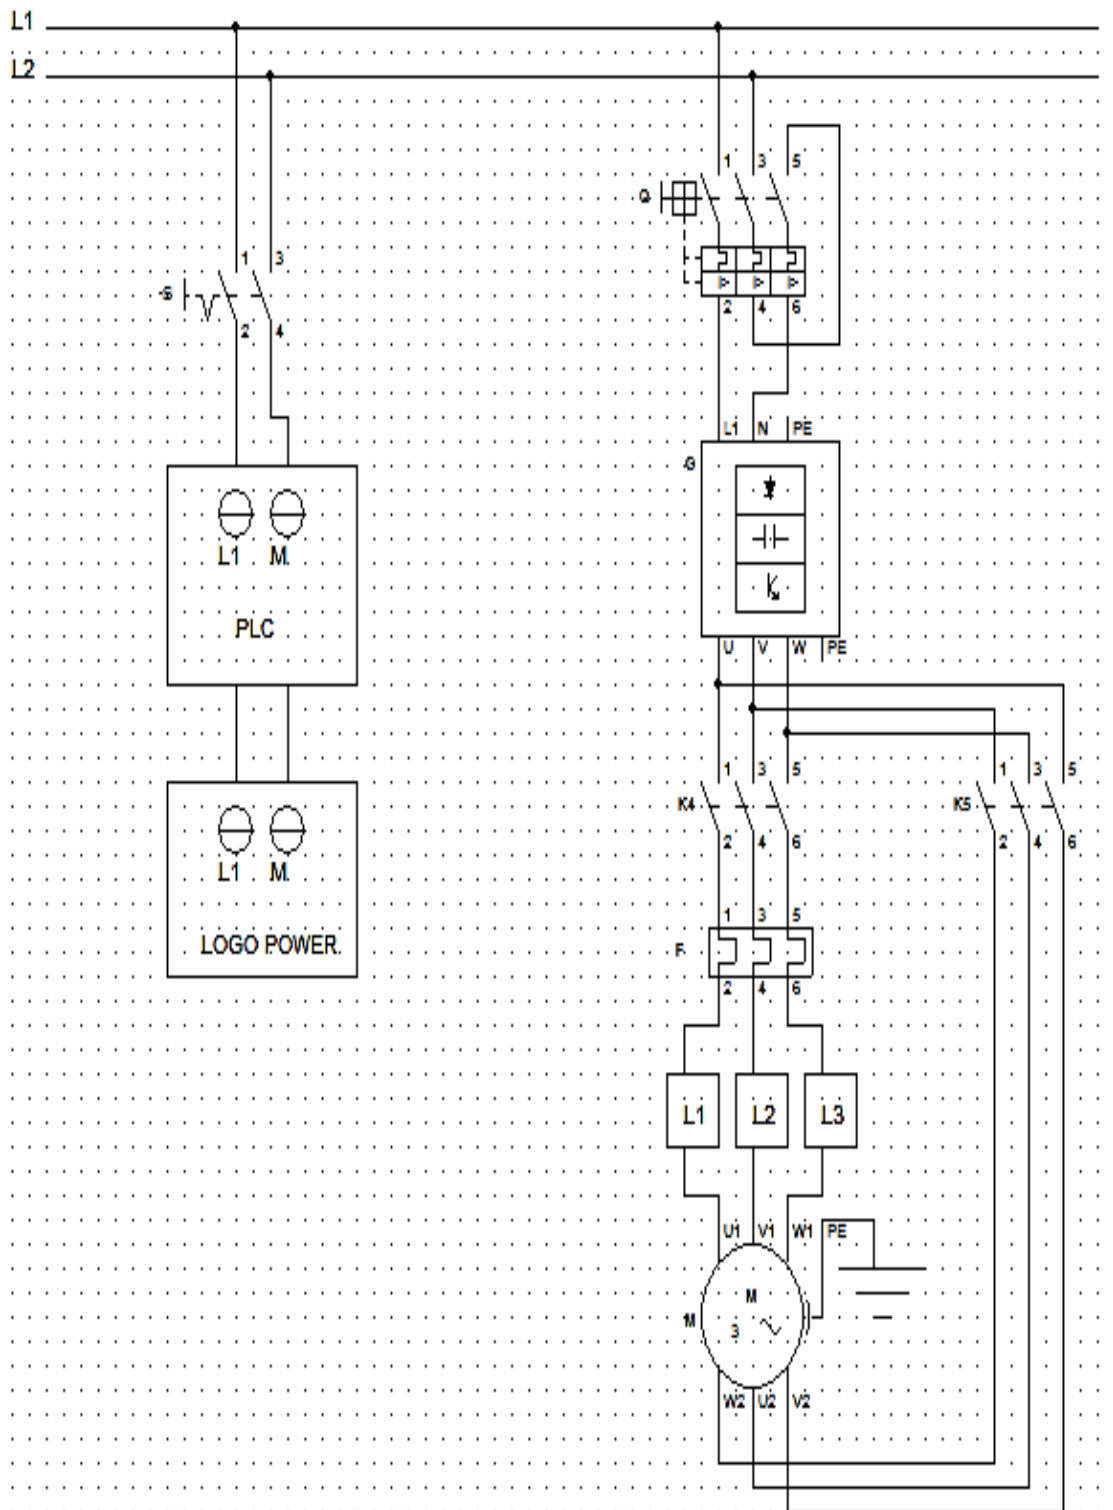 L1
L2
1 3 5
Q
1 3
-S
2 4
2 4 6
L1 N PE
-G
L1 M
PLC
U V W PE
1 3 5
1 3 5
K4
K5
2 4 6
2 4 6
L1 M
1 3 5
LOGO POWER
F
2 4 6
L1 L2 L3
U1 V1 W1 PE
M
M
3
W2 U2 V2